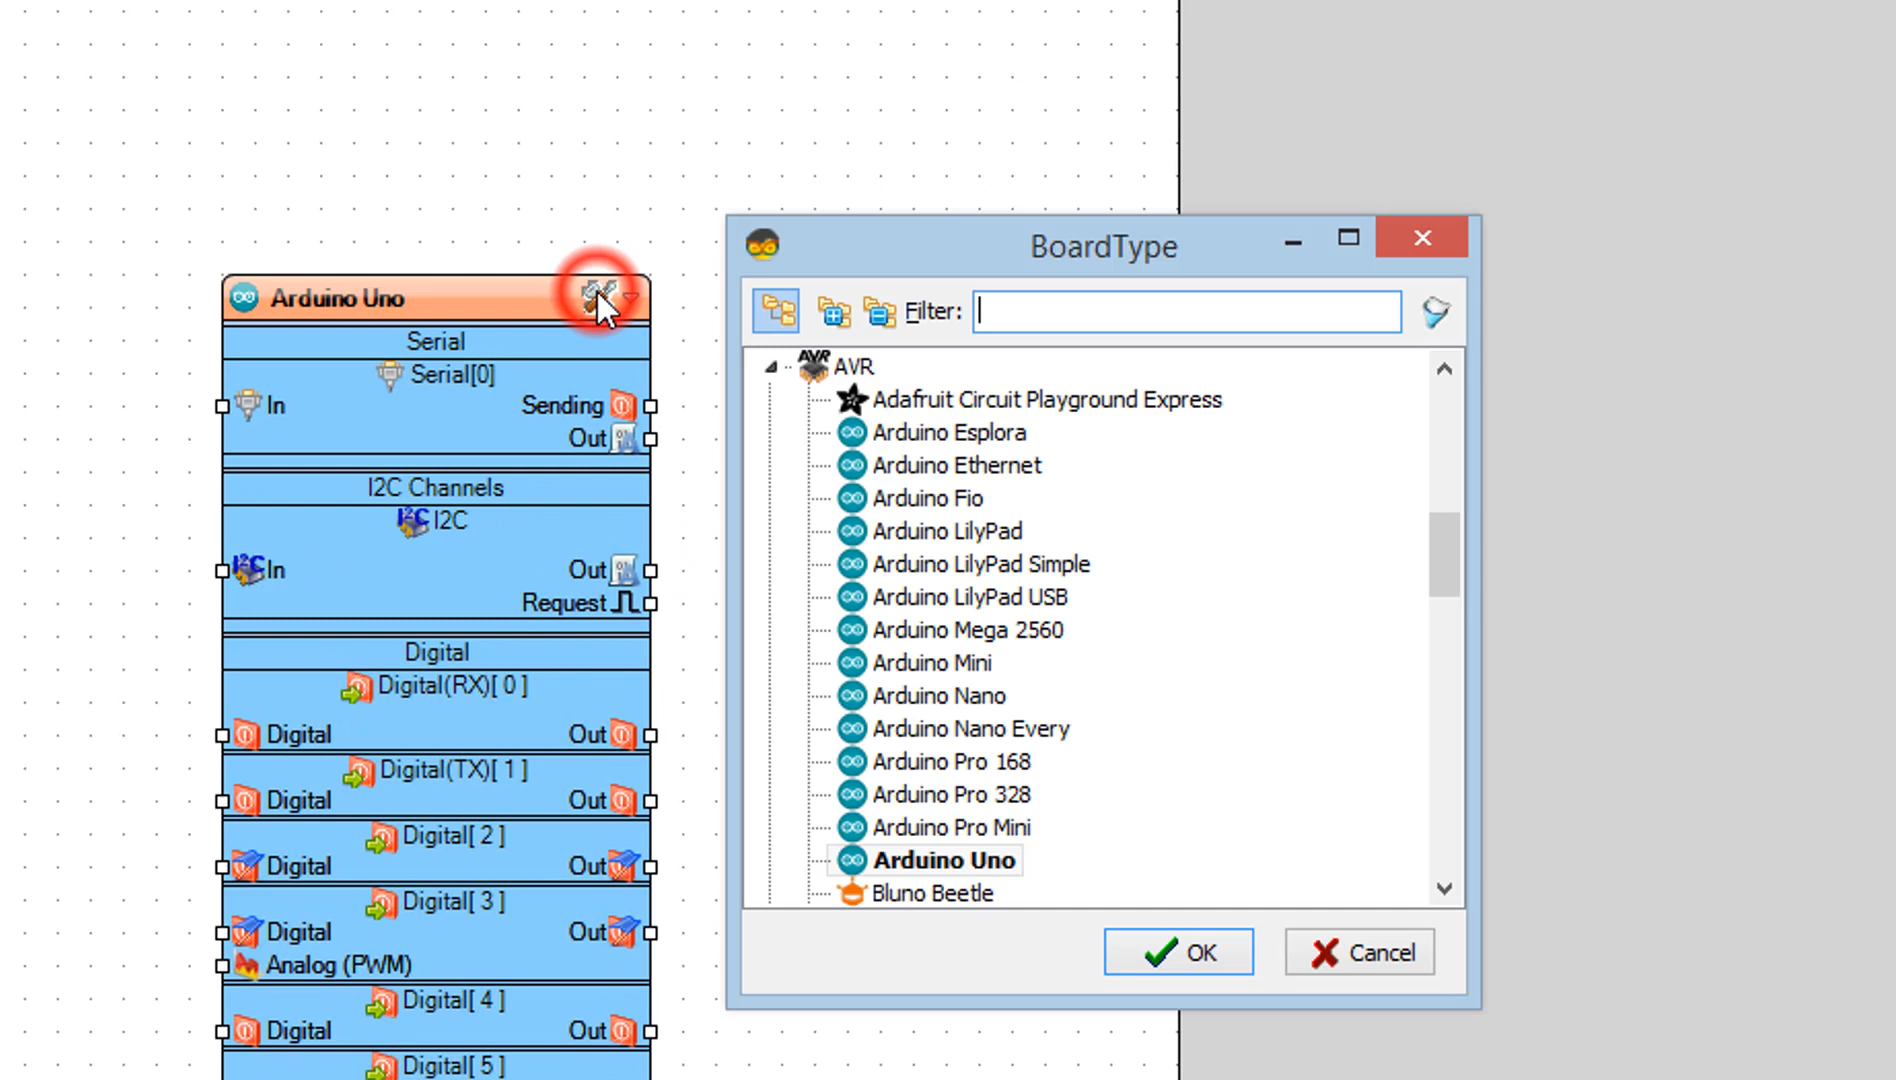 Arduino Uno
Serial
Serial[0]
In
Sending
Out
I2C Channels
I2C
In
Out
Request
Digital
Digital(RX)[ 0 ]
Digital
Out
Digital(TX)[ 1 ]
Digital
Out
Digital[ 2 ]
Digital
Out
Digital[ 3 ]
Digital
Out
Analog (PWM)
Digital[ 4 ]
Digital
Out
Digital[ 5 ]
BoardType
Filter:
AVR
Adafruit Circuit Playground Express
Arduino Esplora
Arduino Ethernet
Arduino Fio
Arduino LilyPad
Arduino LilyPad Simple
Arduino LilyPad USB
Arduino Mega 2560
Arduino Mini
Arduino Nano
Arduino Nano Every
Arduino Pro 168
Arduino Pro 328
Arduino Pro Mini
Arduino Uno
Bluno Beetle
OK
Cancel